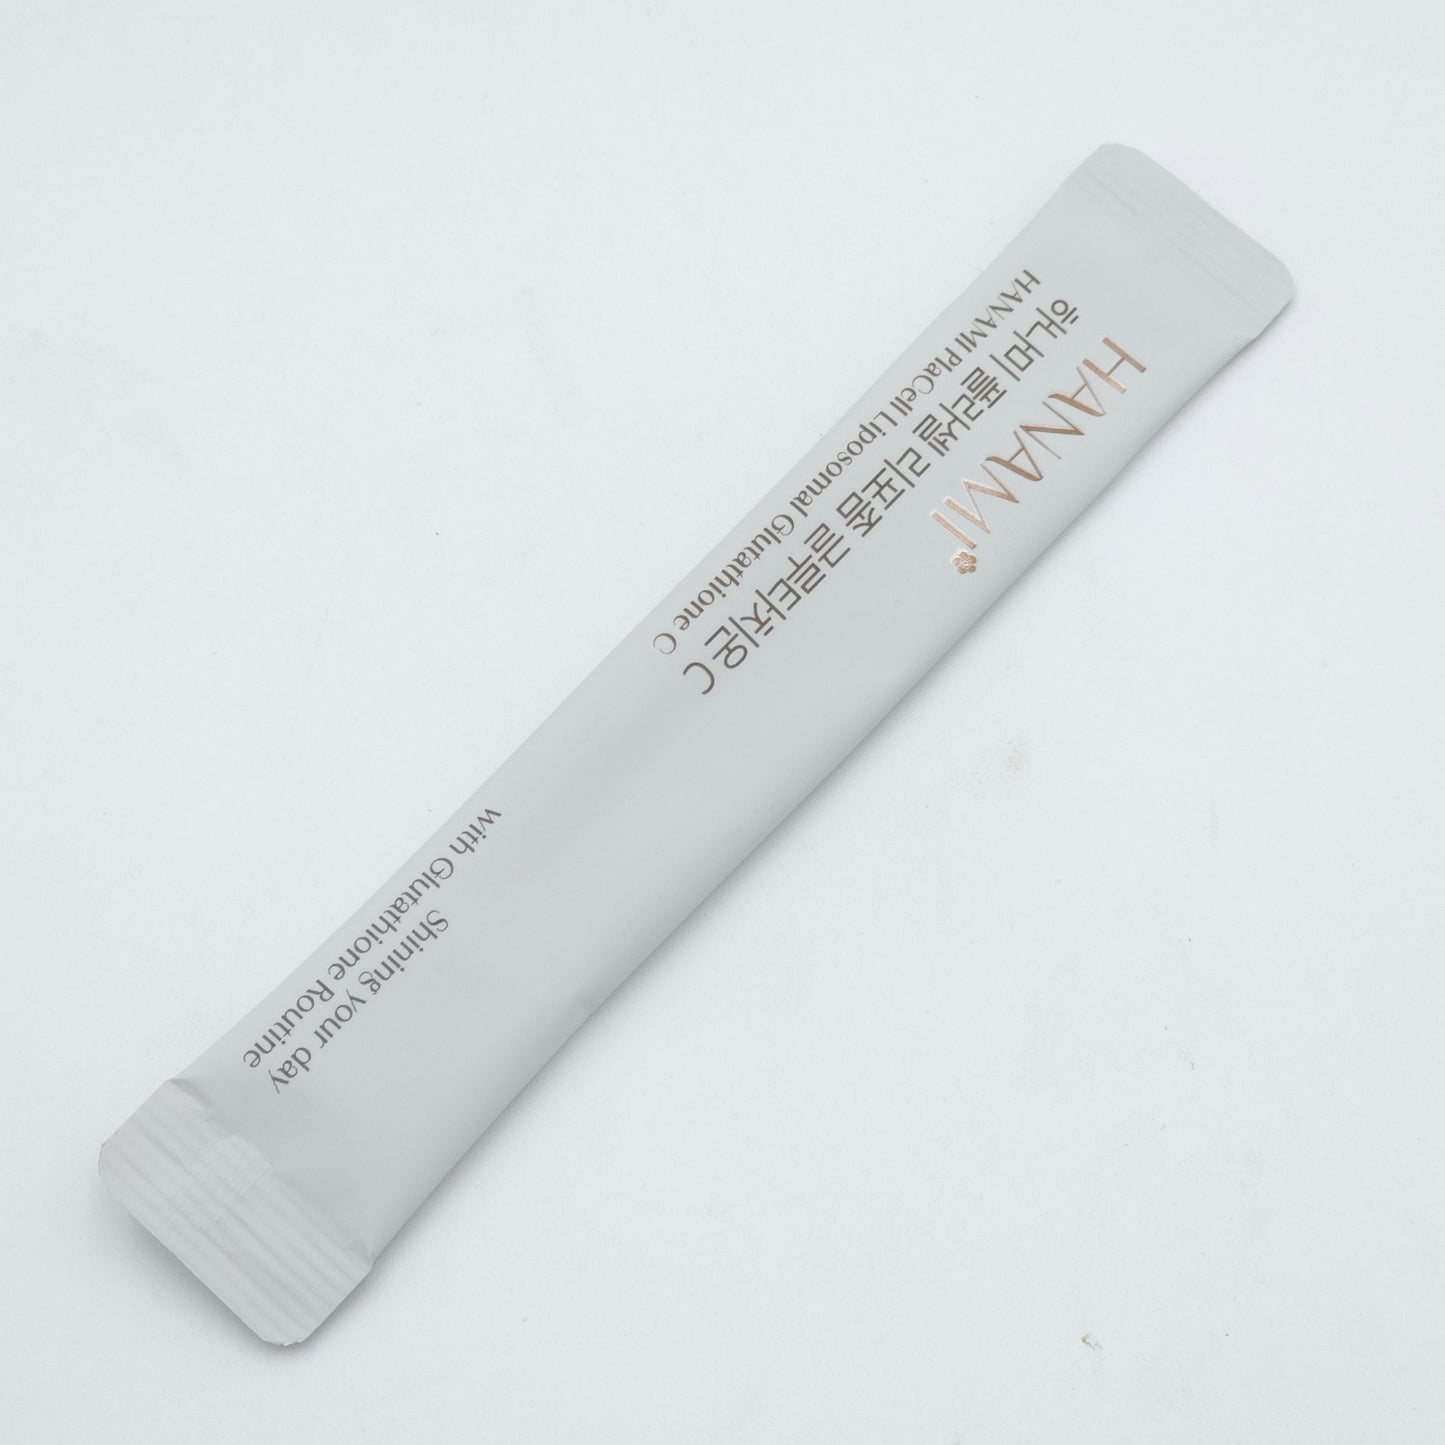 HANAMI
하나미 플라셀 리포좀 글루타치온 C
HANAMI PlaCell Liposomal Glutathione C
Shining your day
with Glutathione Routine